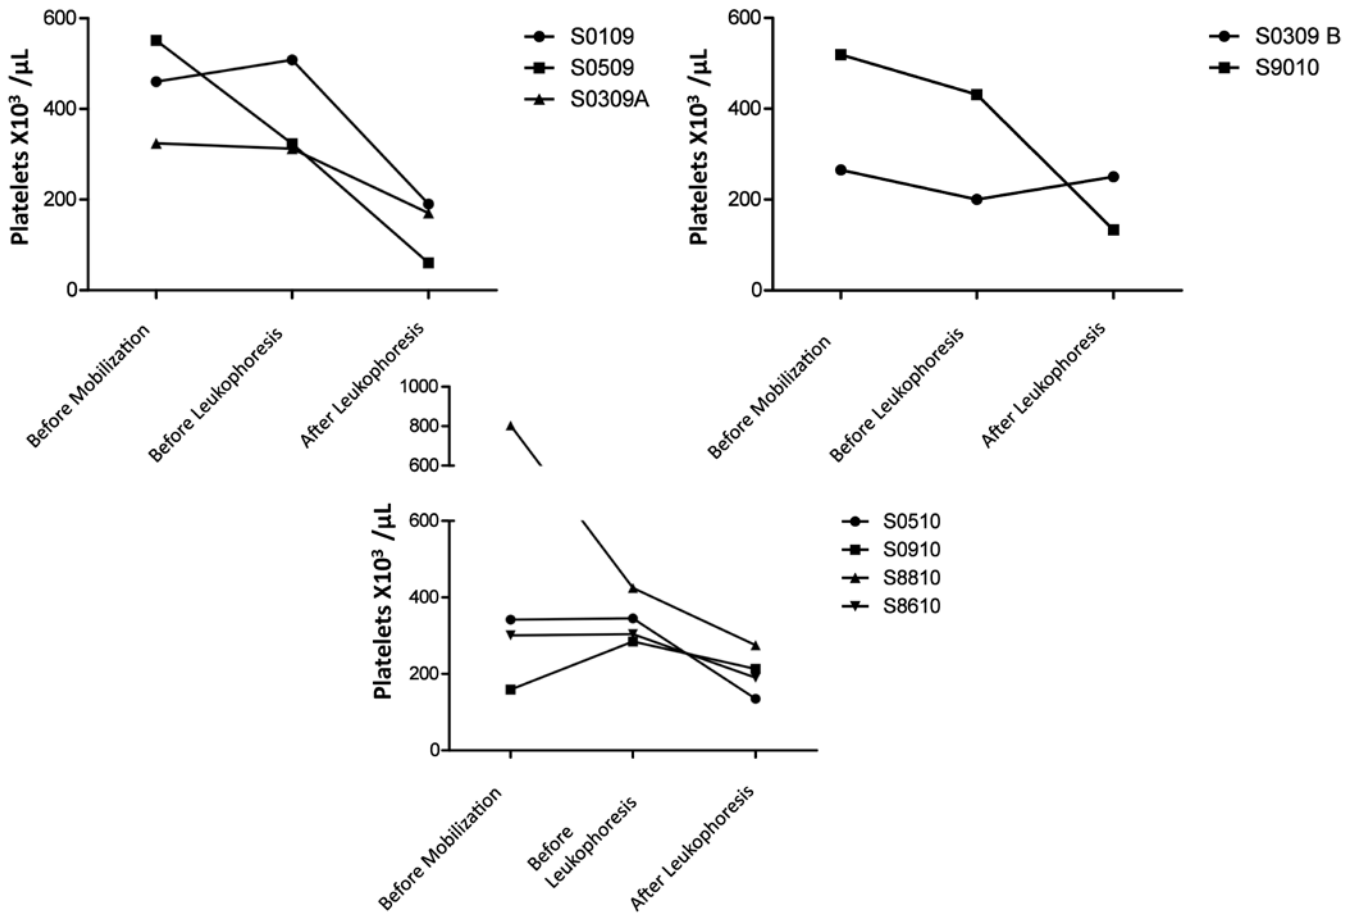 600
400
200
0
Platelets X10³ /µL
Before Mobilization
Before Leukophoresis
After Leukophoresis
S0109
S0509
S0309A
600
400
200
0
Platelets X10³ /µL
Before Mobilization
Before Leukophoresis
After Leukophoresis
S0309 B
S9010
1000
800
600
600
400
200
0
Platelets X10³ /µL
Before Mobilization
Before
Leukophoresis
After Leukophoresis
S0510
S0910
S8810
S8610